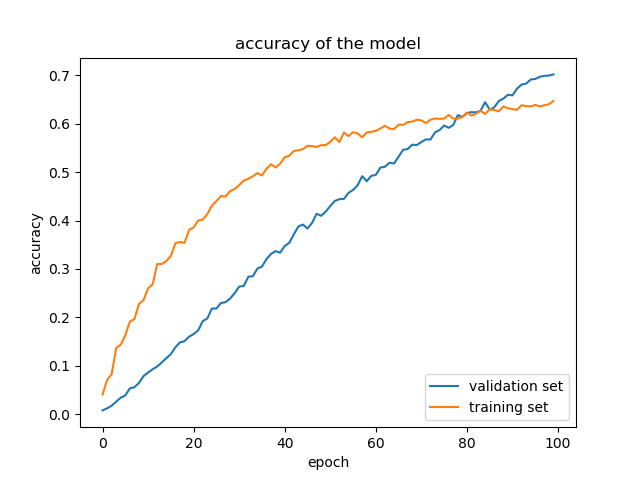 accuracy of the model
accuracy
0.7
0.6
0.5
0.4
0.3
0.2
0.1
0.0
validation set
training set
0 20 40 60 80 100
epoch